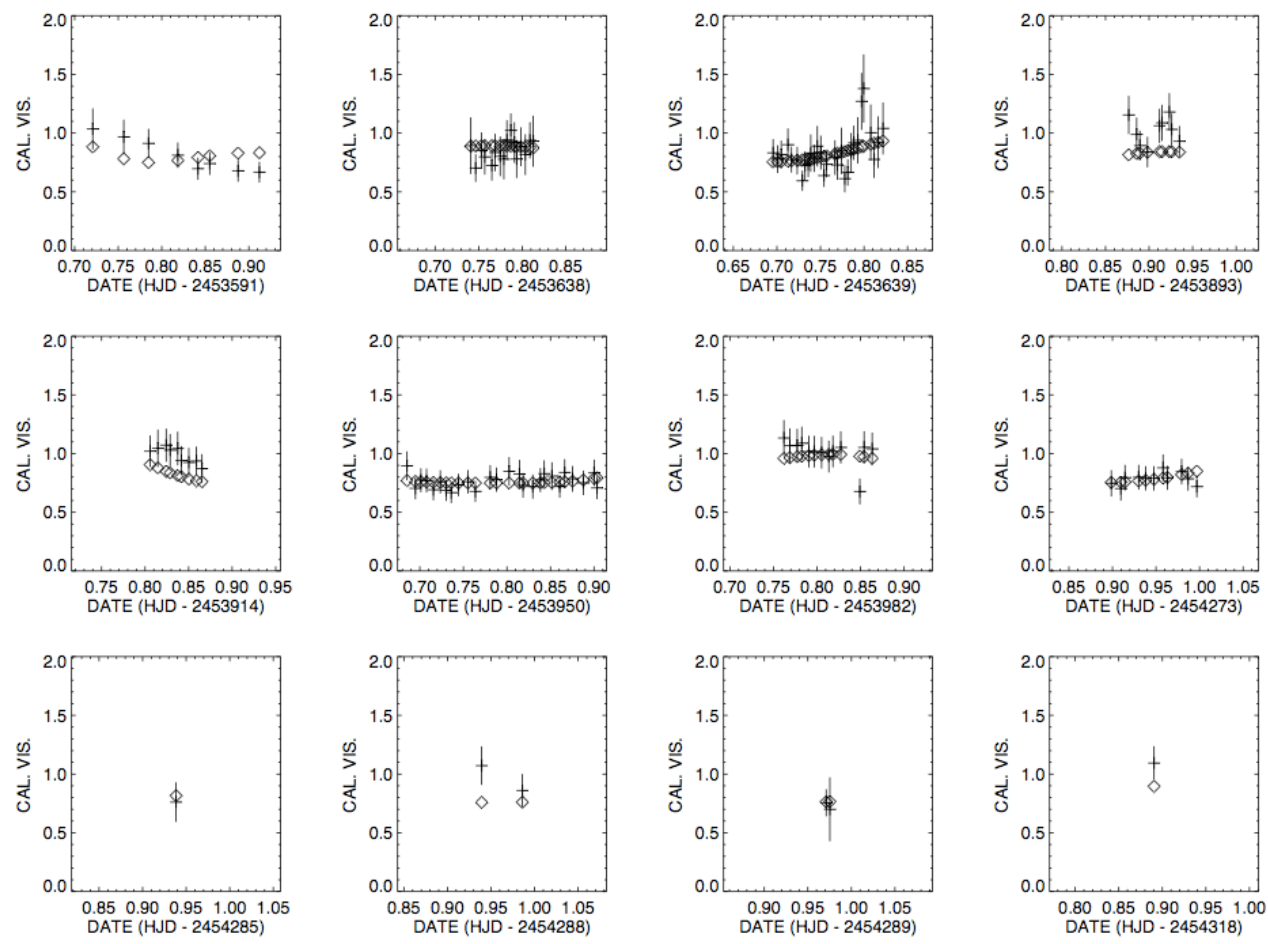 2.0 2.0 2.0 2.0
1.5 1.5 1.5 1.5
CAL. VIS. CAL. VIS. CAL. VIS. CAL. VIS.
1.0 1.0 1.0 1.0
0.5 0.5 0.5 0.5
0.0 0.0 0.0 0.0
0.70 0.75 0.80 0.85 0.90 0.70 0.75 0.80 0.85 0.65 0.70 0.75 0.80 0.85 0.80 0.85 0.90 0.95 1.00
DATE (HJD - 2453591) DATE (HJD - 2453638) DATE (HJD - 2453639) DATE (HJD - 2453893)
2.0 2.0 2.0 2.0
1.5 1.5 1.5 1.5
CAL. VIS. CAL. VIS. CAL. VIS. CAL. VIS.
1.0 1.0 1.0 1.0
0.5 0.5 0.5 0.5
0.0 0.0 0.0 0.0
0.75 0.80 0.85 0.90 0.95 0.70 0.75 0.80 0.85 0.90 0.70 0.75 0.80 0.85 0.90 0.85 0.90 0.95 1.00 1.05
DATE (HJD - 2453914) DATE (HJD - 2453950) DATE (HJD - 2453982) DATE (HJD - 2454273)
2.0 2.0 2.0 2.0
1.5 1.5 1.5 1.5
CAL. VIS. CAL. VIS. CAL. VIS. CAL. VIS.
1.0 1.0 1.0 1.0
0.5 0.5 0.5 0.5
0.0 0.0 0.0 0.0
0.85 0.90 0.95 1.00 1.05 0.85 0.90 0.95 1.00 1.05 0.90 0.95 1.00 1.05 0.80 0.85 0.90 0.95 1.00
DATE (HJD - 2454285) DATE (HJD - 2454288) DATE (HJD - 2454289) DATE (HJD - 2454318)